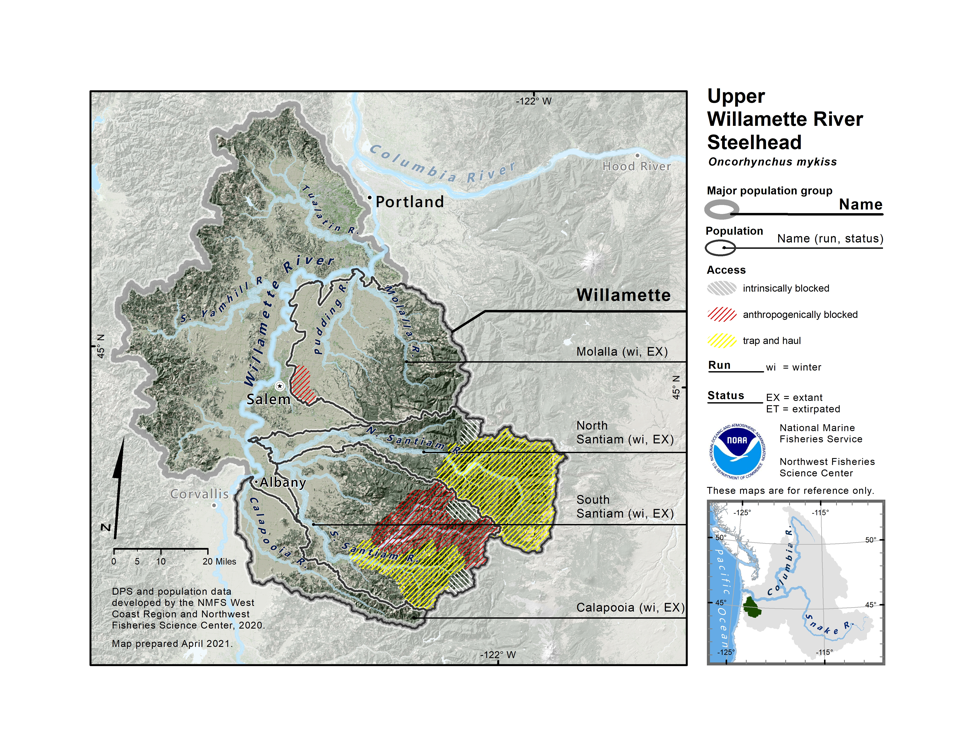 Upper
Willamette River
Steelhead
Oncorhynchus mykiss
Major population group
Name
Population
Name (run, status)
Access
intrinsically blocked
anthropogenically blocked
trap and haul
Run
wi = winter
Status
EX = extant
ET = extirpated
NOAA
National Marine
Fisheries Service
Northwest Fisheries
Science Center
These maps are for reference only.
-125°
-115°
50°
50°
Columbia R.
Pacific Ocean
45°
45°
Snake R.
-125°
-115°
-122° W
Columbia River
Hood River
Tualatin R.
Portland
Willamette River
S. Yamhill R.
Pudding R.
Molalla R.
Willamette
45° N
Molalla (wi, EX)
45° N
Salem
North
Santiam (wi, EX)
N. Santiam R.
Albany
Corvallis
South
Santiam (wi, EX)
Calapooia R.
S. Santiam R.
N
0 5 10 20 Miles
DPS and population data
developed by the NMFS West
Coast Region and Northwest
Fisheries Science Center, 2020.
Calapooia (wi, EX)
Map prepared April 2021.
-122° W